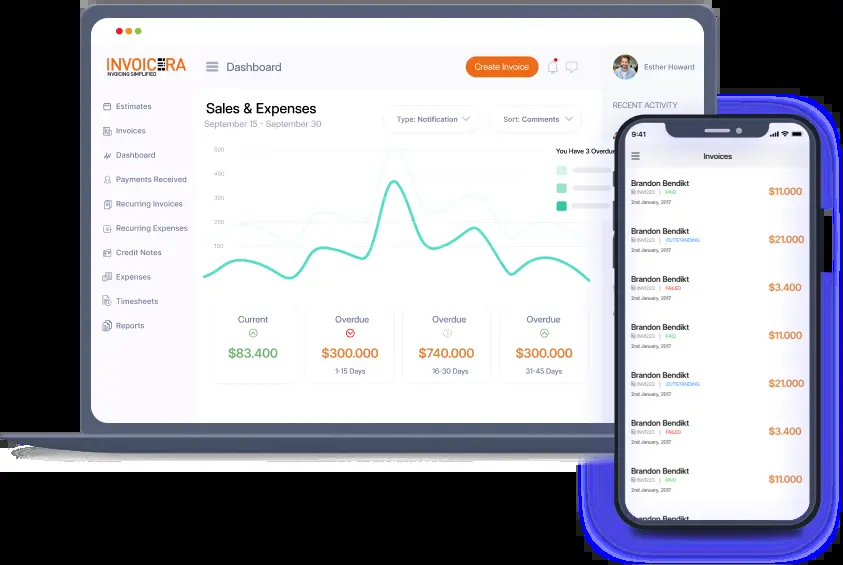 INVOICERA
INVOICING SIMPLIFIED
Dashboard
Create Invoice
Esther Howard
Estimates
Invoices
Dashboard
Payments Received
Recurring Invoices
Recurring Expenses
Credit Notes
Expenses
Timesheets
Reports
Sales & Expenses
September 15 - September 30
Type: Notification
Sort: Comments
RECENT ACTIVITY
You Have 3 Overdue
500
400
300
200
100
Current
$83.400
Overdue
$300.000
1-15 Days
Overdue
$740.000
16-30 Days
Overdue
$300.000
31-45 Days
9:41
Invoices
Brandon Bendikt
$11.000
INV0223 | PAID
2nd January, 2017
Brandon Bendikt
$21.000
INV0223 | OUTSTANDING
2nd January, 2017
Brandon Bendikt
$3.400
INV0223 | FAILED
2nd January, 2017
Brandon Bendikt
$11.000
INV0223 | PAID
2nd January, 2017
Brandon Bendikt
$21.000
INV0223 | OUTSTANDING
2nd January, 2017
Brandon Bendikt
$3.400
INV0223 | FAILED
2nd January, 2017
Brandon Bendikt
$11.000
INV0223 | PAID
2nd January, 2017
Brandon Bendikt